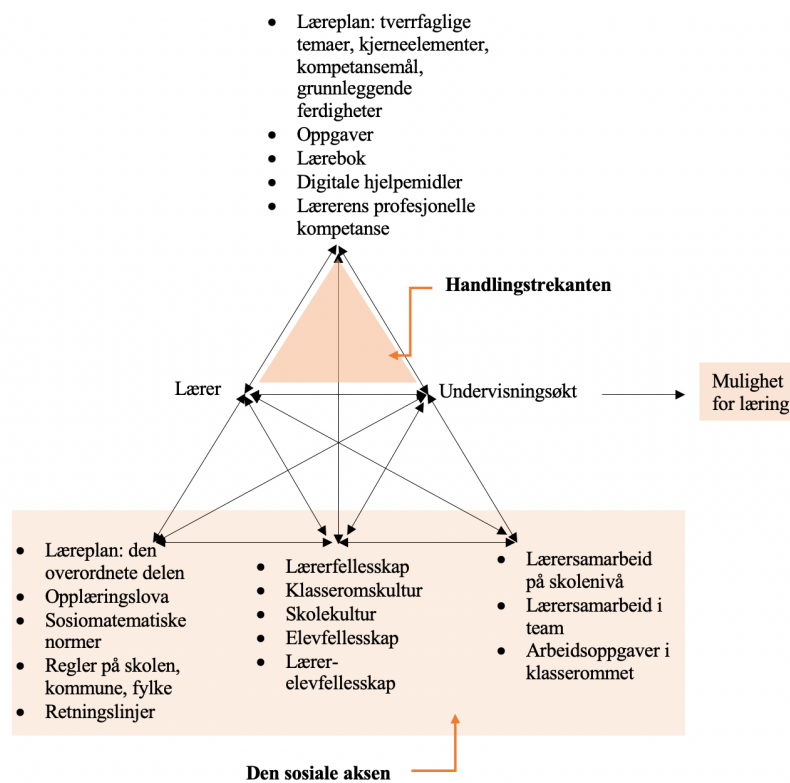 • Læreplan: tverrfaglige
temaer, kjerneelementer,
kompetansemål,
grunnleggende
ferdigheter
• Oppgaver
• Lærebok
• Digitale hjelpemidler
• Lærerens profesjonelle
kompetanse
Handlingstrekanten
Lærer
Undervisningsøkt
Mulighet
for læring
• Læreplan: den
overordnete delen
• Opplæringslova
• Sosiomatematiske
normer
• Regler på skolen,
kommune, fylke
• Retningslinjer
• Lærerfellesskap
• Klasseromskultur
• Skolekultur
• Elevfellesskap
• Lærer-
elevfellesskap
• Lærersamarbeid
på skolenivå
• Lærersamarbeid i
team
• Arbeidsoppgaver i
klasserommet
Den sosiale aksen